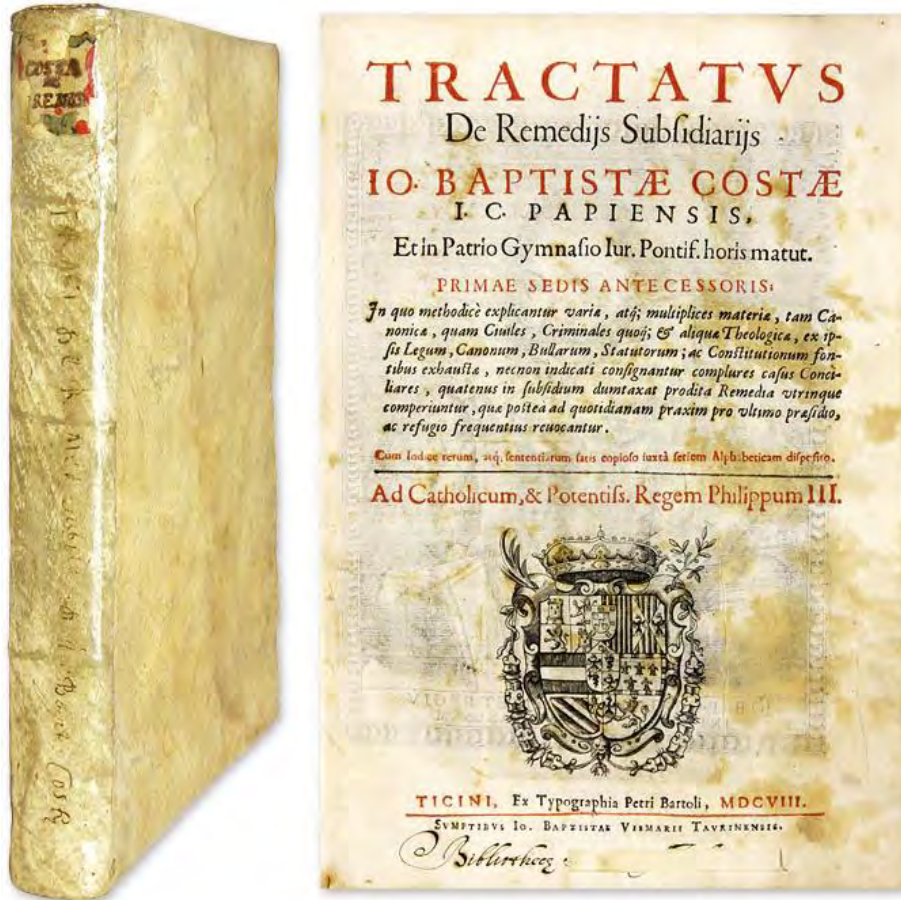 COSTA
DE
REMED
TRACTATVS
De Remedijs Subſidiarijs
IO. BAPTISTÆ COSTÆ
I. C. PAPIENSIS,
Et in Patrio Gymnaſio Iur. Pontif. horis matut.
PRIMAE SEDIS ANTECESSORIS:
In quo methodicè explicantur variæ, atq́; multiplices materiæ, tam Ca-
nonicæ, quam Ciuiles, Criminales quoq́; & aliquæ Theologicæ, ex ip-
ſis Legum, Canonum, Bullarum, Statutorum; ac Conſtitutionum fon-
tibus exhauſtæ, necnon indicati conſignantur complures caſus Conci-
liares, quatenus in ſubſidium dumtaxat prodita Remedia vtrinque
comperiuntur, quæ poſtea ad quotidianam praxim pro vltimo præſidio,
ac refugio frequentius reuocantur.
Cum Indice rerum, atq́; ſententiarum ſatis copioſo iuxtà ſeriem Alphabeticam diſpoſito.
Ad Catholicum, & Potentiſs. Regem Philippum III.
TICINI, Ex Typographia Petri Bartoli, MDCVIII.
SVMPTIBVS IO. BAPTISTAE VISMARII TAVRINENSIS.
Bibliothecę